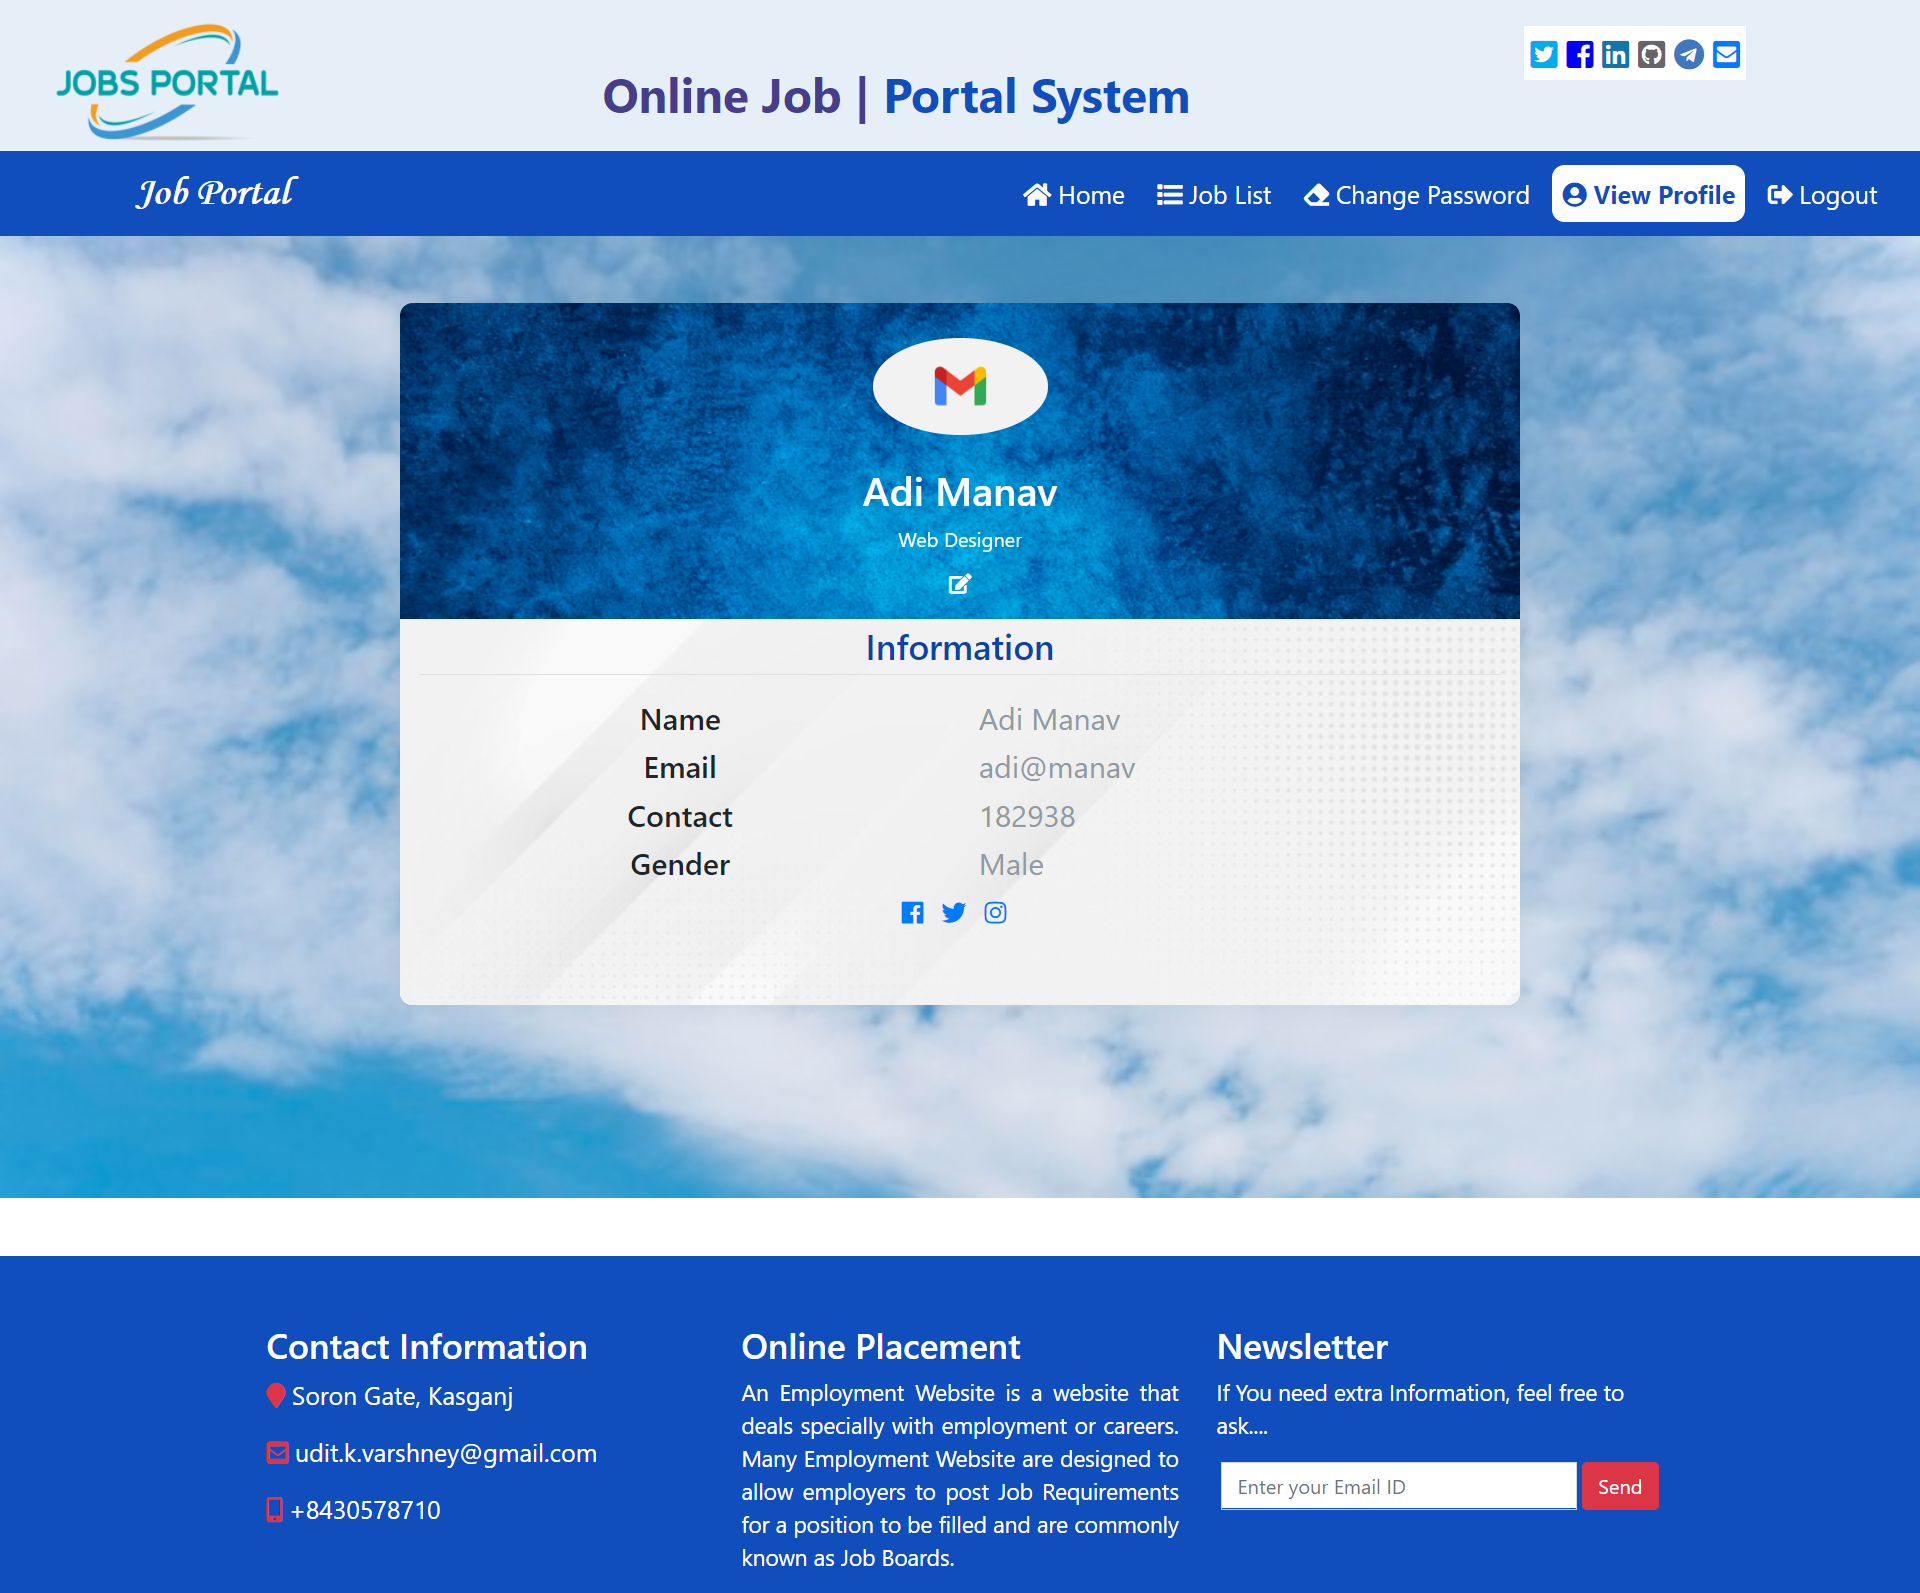 JOBS PORTAL
Online Job | Portal System
Job Portal
Home
Job List
Change Password
View Profile
Logout
Adi Manav
Web Designer
Information
Name Adi Manav
Email adi@manav
Contact 182938
Gender Male
Contact Information
Soron Gate, Kasganj
udit.k.varshney@gmail.com
+8430578710
Online Placement
An Employment Website is a website that
deals specially with employment or careers.
Many Employment Website are designed to
allow employers to post Job Requirements
for a position to be filled and are commonly
known as Job Boards.
Newsletter
If You need extra Information, feel free to
ask....
Enter your Email ID
Send